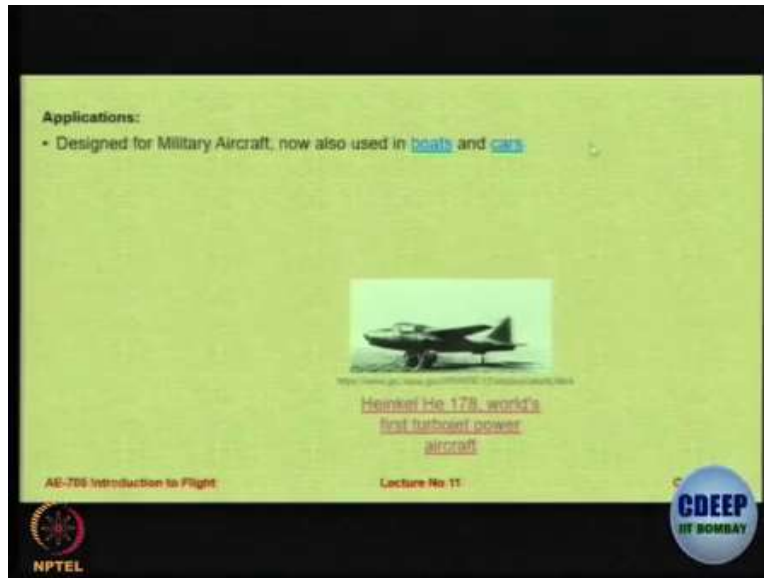 Applications:
• Designed for Military Aircraft, now also used in boats and cars
Heinkel He 178, world's
first turbojet power
aircraft
AE-706 Introduction to Flight
Lecture No 11
C
CDEEP
IIT BOMBAY
NPTEL